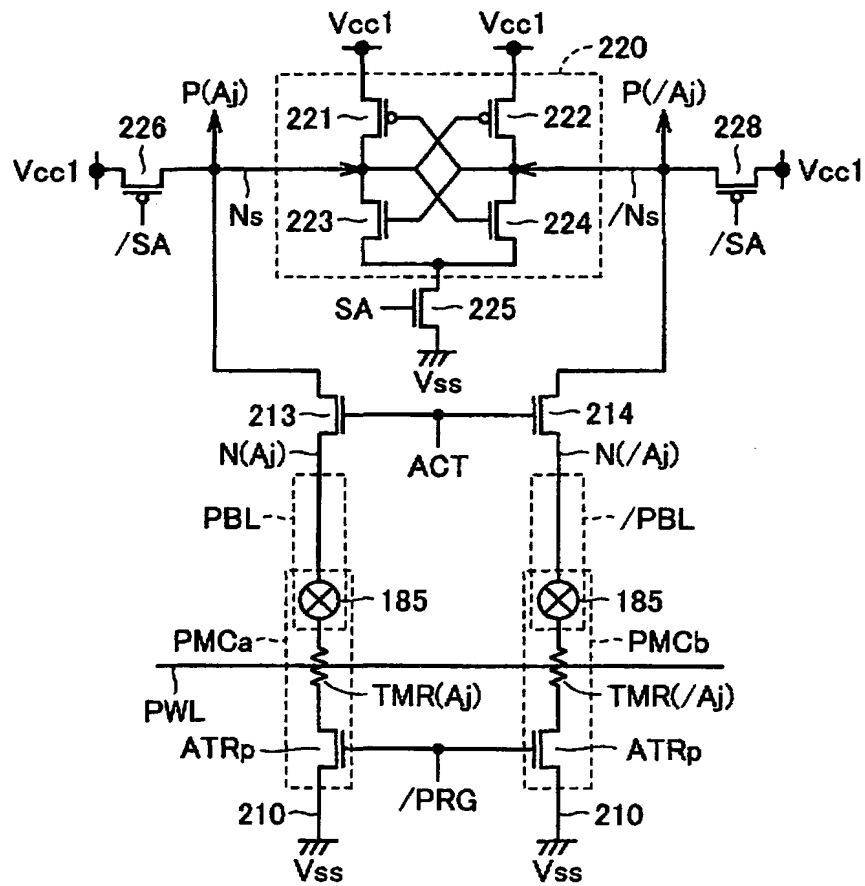 Vcc1 Vcc1
220
P(Aj) P(/Aj)
226 221 222 228
Vcc1 Vcc1
Ns 223 224 /Ns
/SA /SA
SA 225
Vss
213 214
N(Aj) ACT N(/Aj)
PBL /PBL
185 185
PMCa PMCb
PWL TMR(Aj) TMR(/Aj)
ATRp ATRp
/PRG
210 210
Vss Vss